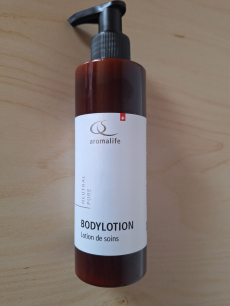 aromalife
NEUTRAL
PURE
BODYLOTION
lotion de soins